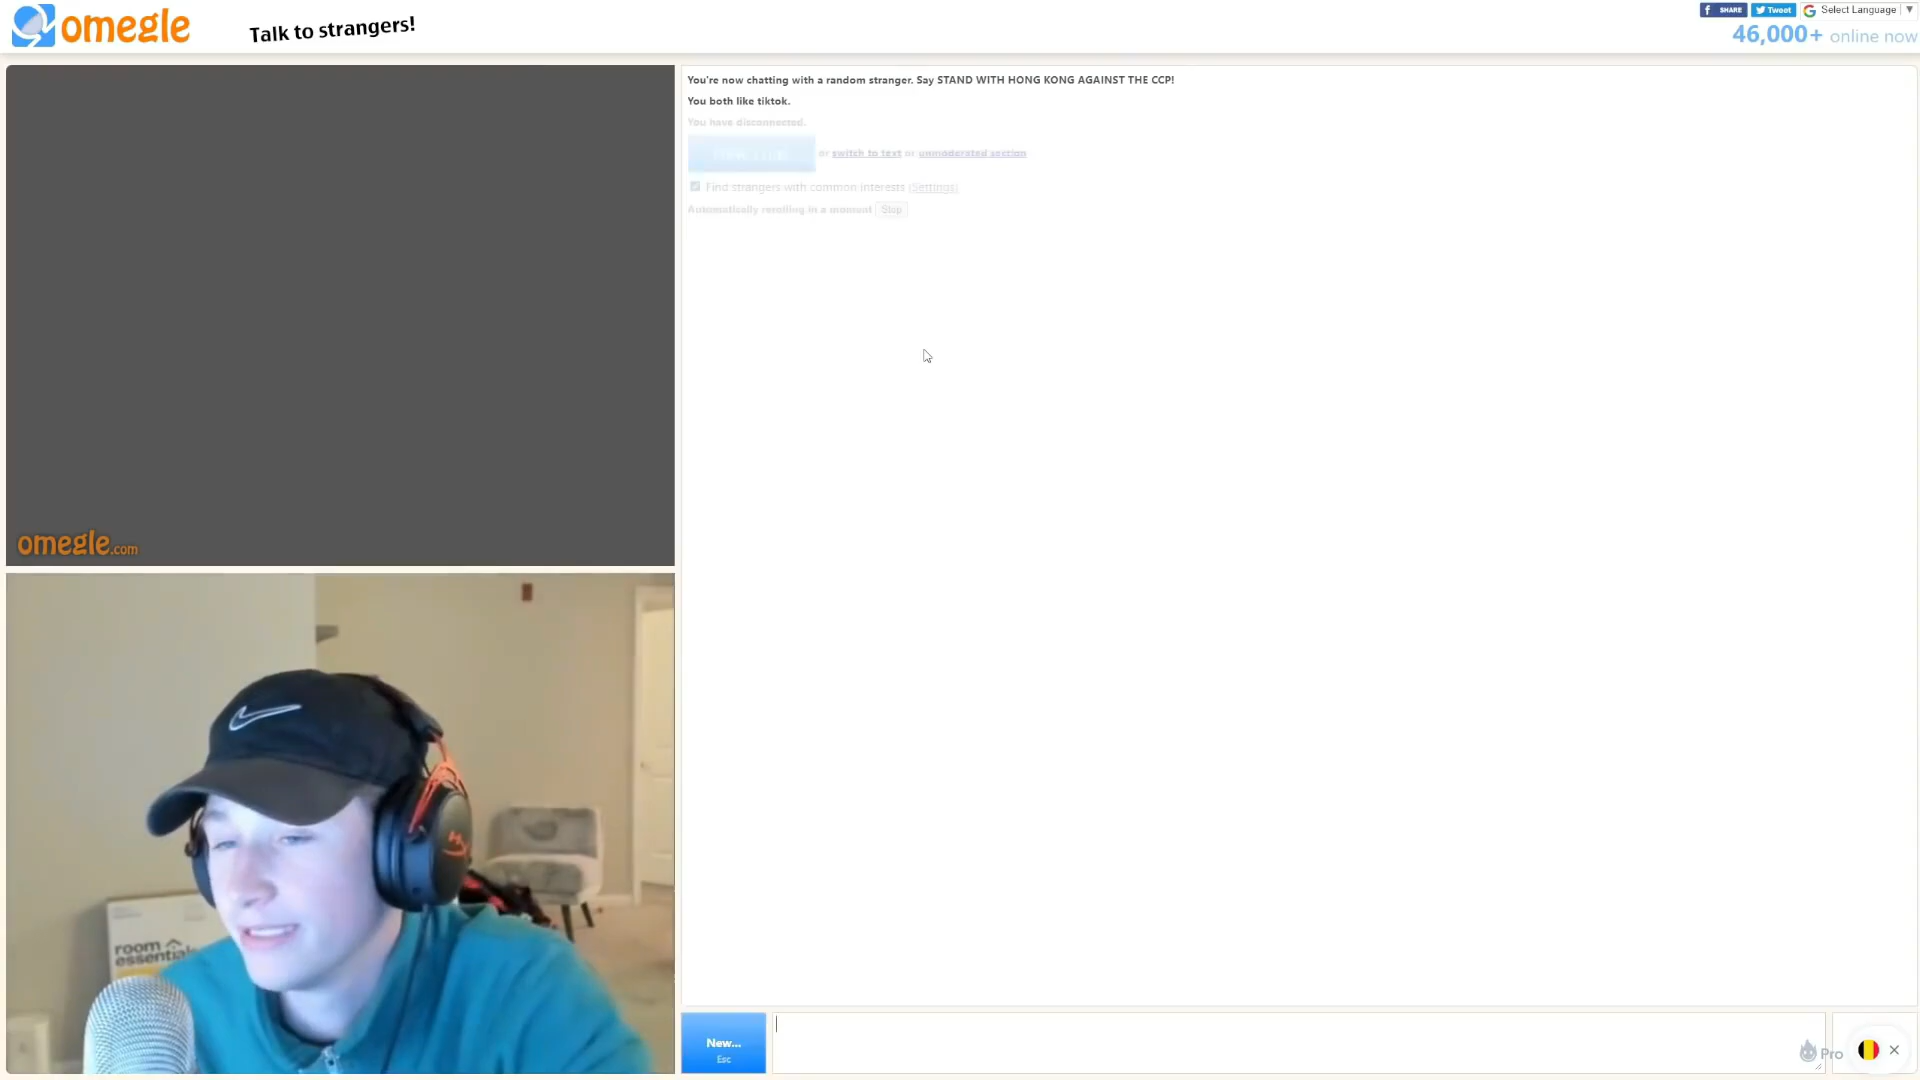 omegle
Talk to strangers!
SHARE
Tweet
Select Language
46,000+ online now
You're now chatting with a random stranger. Say STAND WITH HONG KONG AGAINST THE CCP!
You both like tiktok.
You have disconnected.
or switch to text or unmoderated section
Find strangers with common interests (Settings)
Automatically rerolling in a moment Stop
omegle.com
room
essentials
New...
Esc
Pro